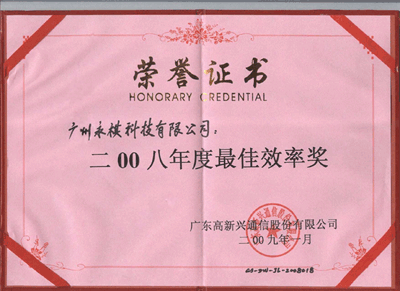 荣誉证书
HONORARY CREDENTIAL
广州永棋科技有限公司：
二00八年度最佳效率奖
广东高新兴通信股份有限公司
二00九年一月